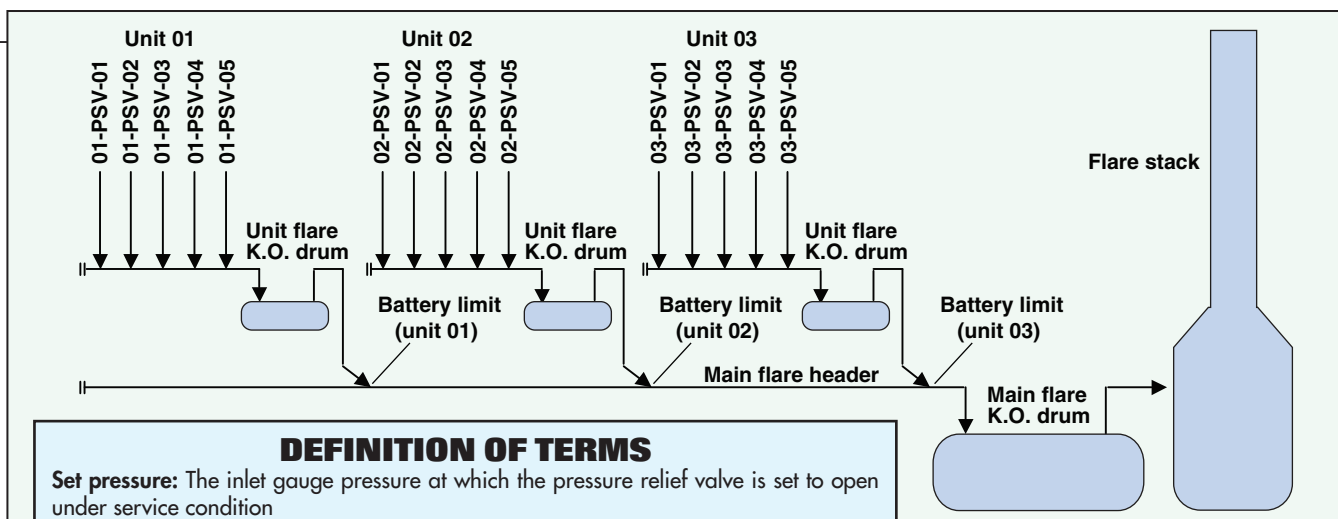 Unit 01
Unit 02
Unit 03
01-PSV-01
01-PSV-02
01-PSV-03
01-PSV-04
01-PSV-05
02-PSV-01
02-PSV-02
02-PSV-03
02-PSV-04
02-PSV-05
03-PSV-01
03-PSV-02
03-PSV-03
03-PSV-04
03-PSV-05
Flare stack
Unit flare
K.O. drum
Unit flare
K.O. drum
Unit flare
K.O. drum
Battery limit
(unit 01)
Battery limit
(unit 02)
Battery limit
(unit 03)
Main flare header
Main flare
K.O. drum
DEFINITION OF TERMS
Set pressure: The inlet gauge pressure at which the pressure relief valve is set to open
under service condition